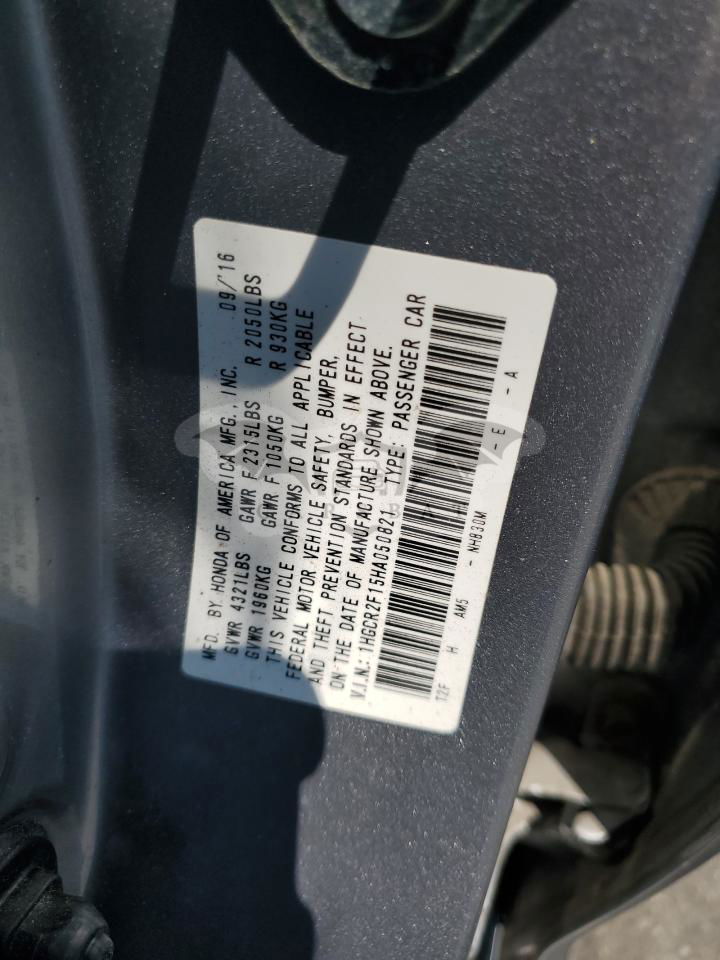 MFD. BY HONDA OF AMERICA MFG., INC. 09/'16
GVWR 4321LBS GAWR F 2315LBS R 2050LBS
GVWR 1960KG GAWR F 1050KG R 930KG
THIS VEHICLE CONFORMS TO ALL APPLICABLE
FEDERAL MOTOR VEHICLE SAFETY, BUMPER,
AND THEFT PREVENTION STANDARDS IN EFFECT
ON THE DATE OF MANUFACTURE SHOWN ABOVE.
V.I.N.: 1HGCR2F15HA050621 TYPE: PASSENGER CAR
T2F H AM5 - NH830M - E - A